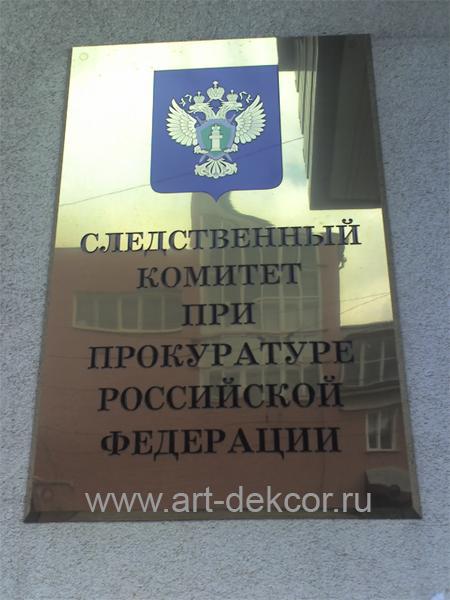 СЛЕДСТВЕННЫЙ
КОМИТЕТ
ПРИ
ПРОКУРАТУРЕ
РОССИЙСКОЙ
ФЕДЕРАЦИИ
www.art-dekcor.ru